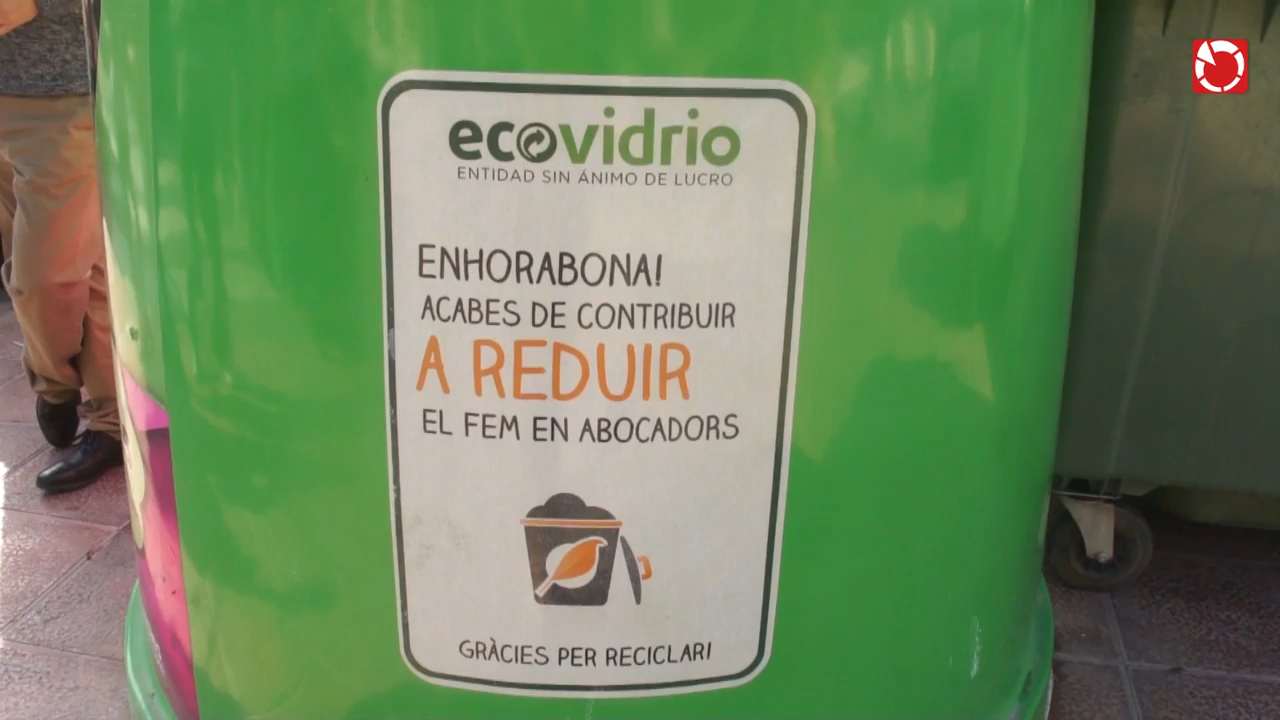 ecovidrio
ENTIDAD SIN ÁNIMO DE LUCRO
ENHORABONA!
ACABES DE CONTRIBUIR
A REDUIR
EL FEM EN ABOCADORS
GRÀCIES PER RECICLAR!